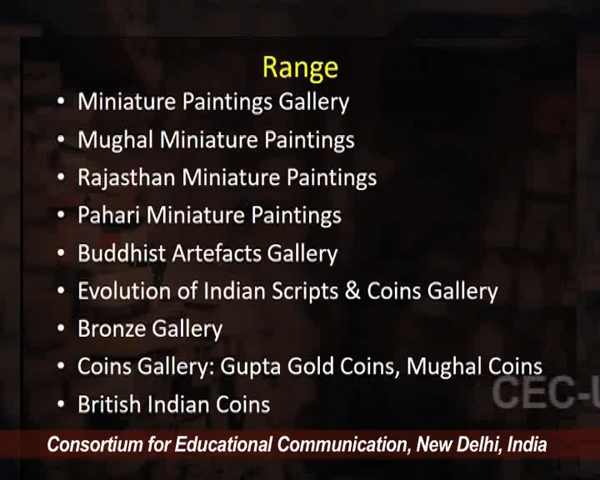 Range
• Miniature Paintings Gallery
• Mughal Miniature Paintings
• Rajasthan Miniature Paintings
• Pahari Miniature Paintings
• Buddhist Artefacts Gallery
• Evolution of Indian Scripts & Coins Gallery
• Bronze Gallery
• Coins Gallery: Gupta Gold Coins, Mughal Coins
• British Indian Coins
CEC-U
Consortium for Educational Communication, New Delhi, India